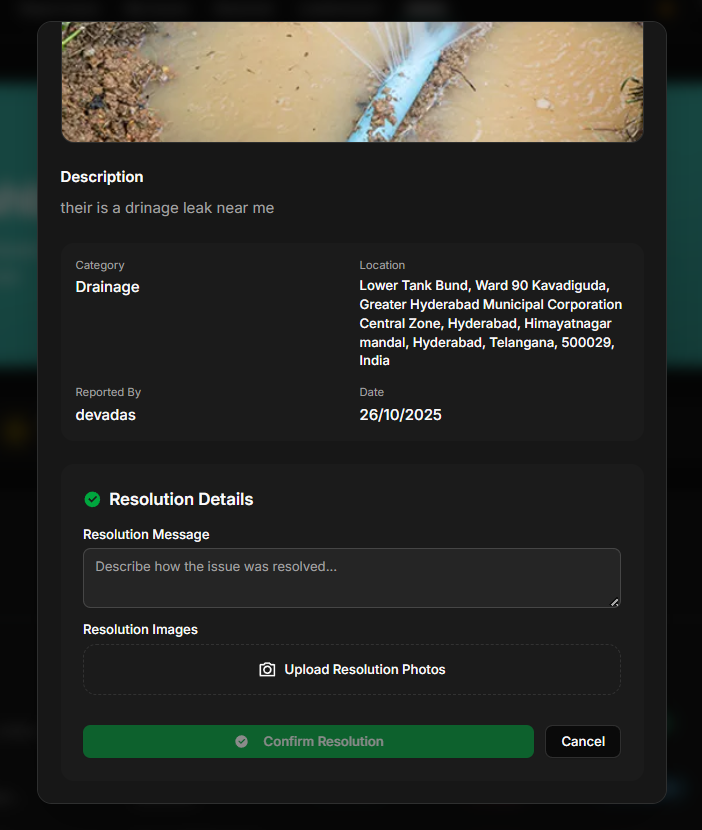 Description
their is a drinage leak near me
Category
Drainage
Location
Lower Tank Bund, Ward 90 Kavadiguda,
Greater Hyderabad Municipal Corporation
Central Zone, Hyderabad, Himayatnagar
mandal, Hyderabad, Telangana, 500029,
India
Reported By
devadas
Date
26/10/2025
Resolution Details
Resolution Message
Describe how the issue was resolved...
Resolution Images
Upload Resolution Photos
Confirm Resolution
Cancel